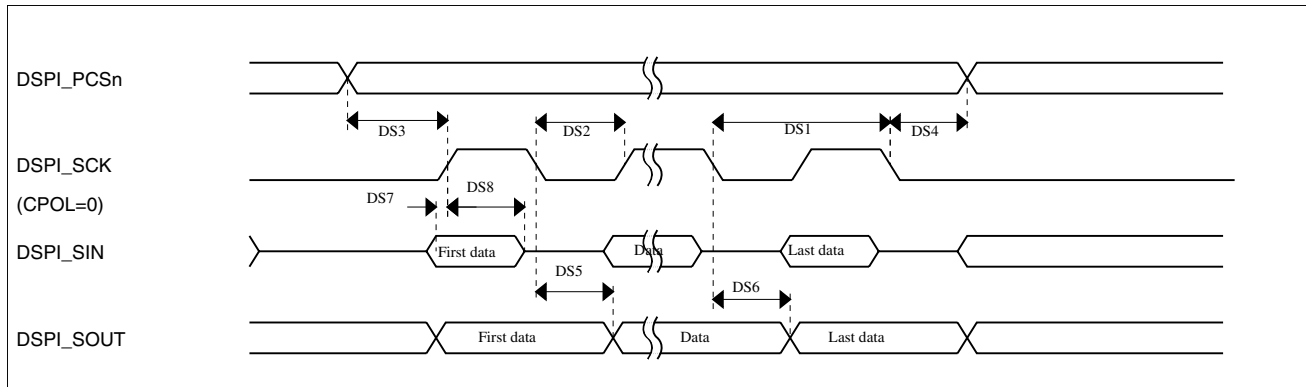 DSPI_PCSn
DS3
DS2
DS1
DS4
DSPI_SCK
(CPOL=0)
DS7
DS8
DSPI_SIN
First data
Data
Last data
DS5
DS6
DSPI_SOUT
First data
Data
Last data